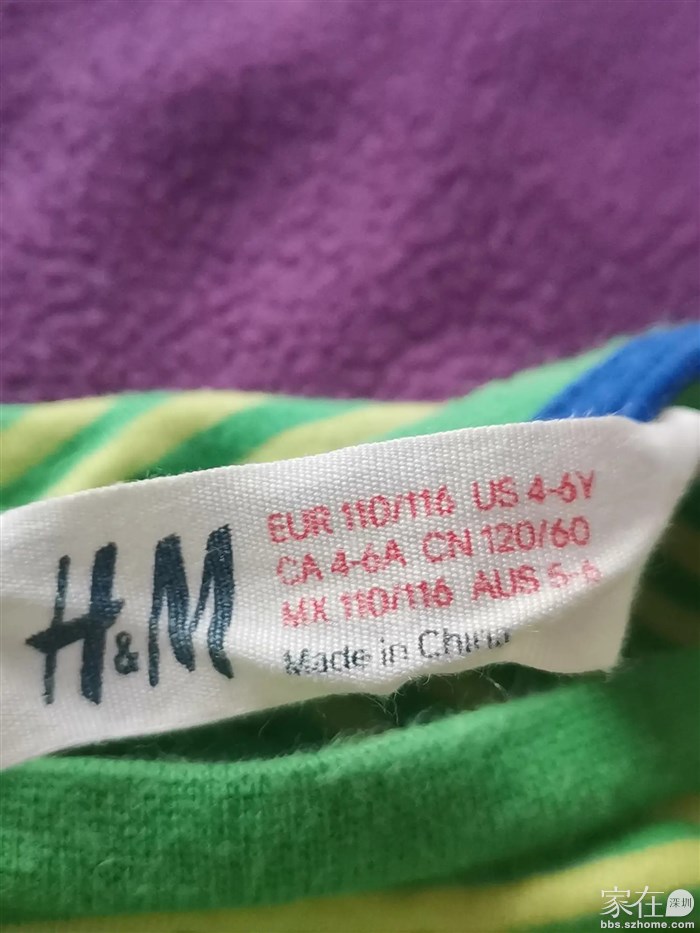 H&M
EUR 110/116 US 4-6Y
CA 4-6A CN 120/60
MX 110/116 AUS 5-6
Made in China
家在深圳
bbs.szhome.com